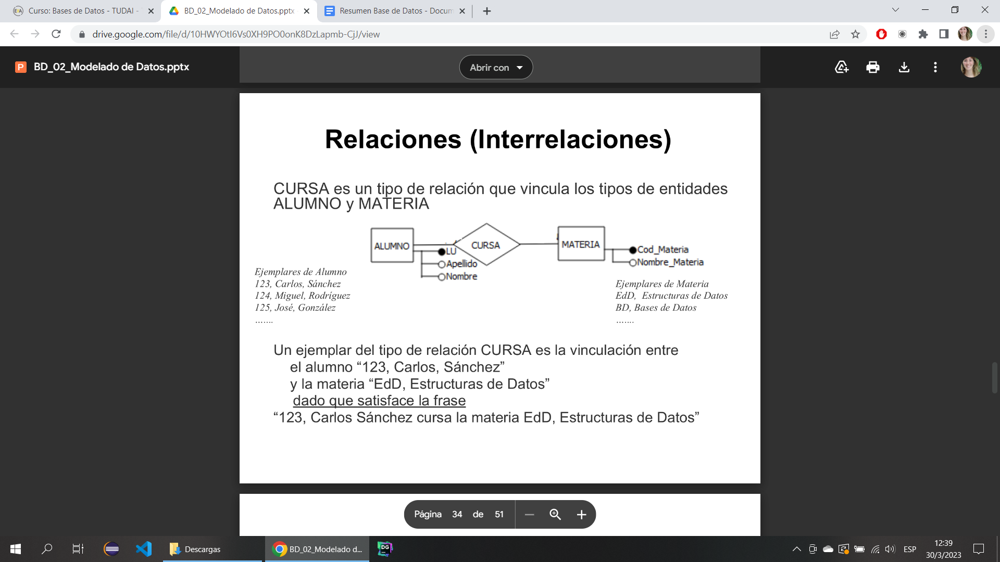 Curso: Bases de Datos - TUDAI -
BD_02_Modelado de Datos.pptx
Resumen Base de Datos - Docum
drive.google.com/file/d/10HWYOtI6Vs0XH9PO0onK8DzLapmb-CjJ/view
P BD_02_Modelado de Datos.pptx
Abrir con
Relaciones (Interrelaciones)
CURSA es un tipo de relación que vincula los tipos de entidades
ALUMNO y MATERIA
ALUMNO
CURSA
MATERIA
LU
Apellido
Nombre
Cod_Materia
Nombre_Materia
Ejemplares de Alumno
123, Carlos, Sánchez
124, Miguel, Rodríguez
125, José, González
.......
Ejemplares de Materia
EdD,  Estructuras de Datos
BD, Bases de Datos
.......
Un ejemplar del tipo de relación CURSA es la vinculación entre
el alumno “123, Carlos, Sánchez”
y la materia “EdD, Estructuras de Datos”
dado que satisface la frase
“123, Carlos Sánchez cursa la materia EdD, Estructuras de Datos”
Página 34 de 51
Descargas
BD_02_Modelado d...
DG
ESP
12:39
30/3/2023